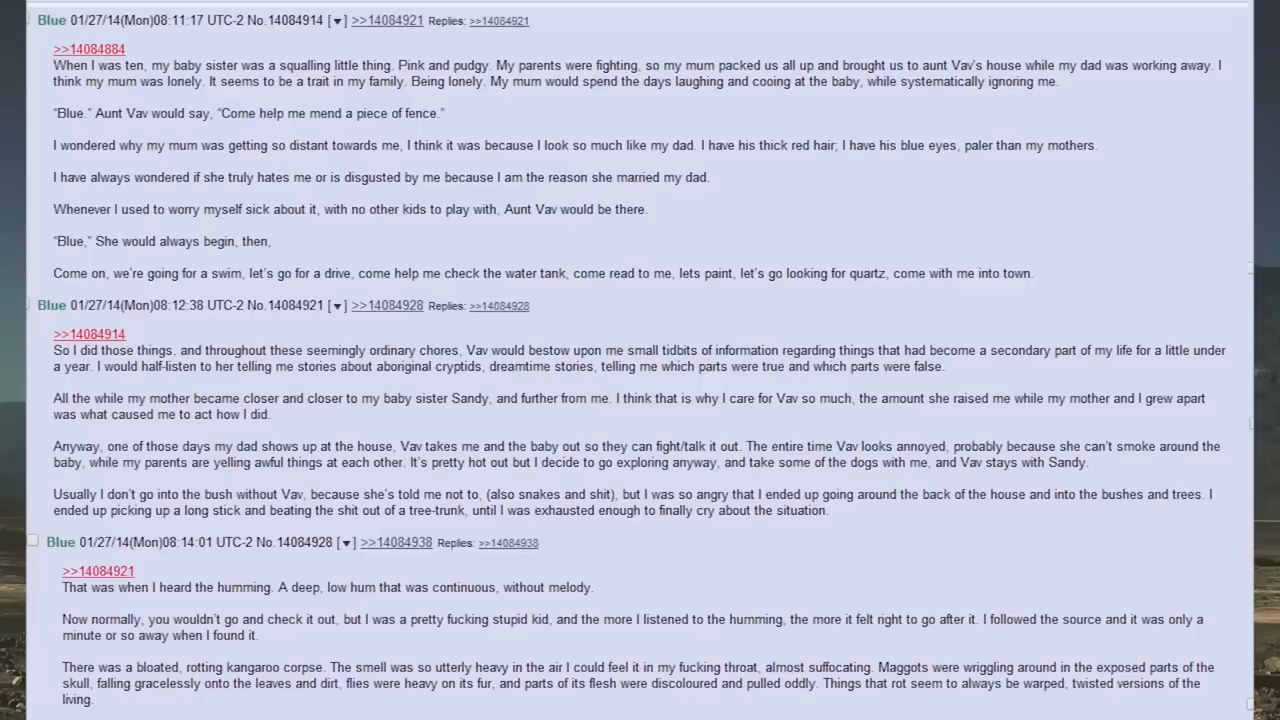 Blue 01/27/14(Mon)08:11:17 UTC-2 No.14084914 [▼] >>14084921 Replies: >>14084921
>>14084884
When I was ten, my baby sister was a squalling little thing. Pink and pudgy. My parents were fighting, so my mum packed us all up and brought us to aunt Vav's house while my dad was working away. I
think my mum was lonely. It seems to be a trait in my family. Being lonely. My mum would spend the days laughing and cooing at the baby, while systematically ignoring me.
“Blue.” Aunt Vav would say, “Come help me mend a piece of fence.”
I wondered why my mum was getting so distant towards me, I think it was because I look so much like my dad. I have his thick red hair; I have his blue eyes, paler than my mothers.
I have always wondered if she truly hates me or is disgusted by me because I am the reason she married my dad.
Whenever I used to worry myself sick about it, with no other kids to play with, Aunt Vav would be there.
“Blue,” She would always begin, then,
Come on, we're going for a swim, let's go for a drive, come help me check the water tank, come read to me, lets paint, let's go looking for quartz, come with me into town.
Blue 01/27/14(Mon)08:12:38 UTC-2 No.14084921 [▼] >>14084928 Replies: >>14084928
>>14084914
So I did those things, and throughout these seemingly ordinary chores, Vav would bestow upon me small tidbits of information regarding things that had become a secondary part of my life for a little under
a year. I would half-listen to her telling me stories about aboriginal cryptids, dreamtime stories, telling me which parts were true and which parts were false.
All the while my mother became closer and closer to my baby sister Sandy, and further from me. I think that is why I care for Vav so much, the amount she raised me while my mother and I grew apart
was what caused me to act how I did.
Anyway, one of those days my dad shows up at the house, Vav takes me and the baby out so they can fight/talk it out. The entire time Vav looks annoyed, probably because she can't smoke around the
baby, while my parents are yelling awful things at each other. It's pretty hot out but I decide to go exploring anyway, and take some of the dogs with me, and Vav stays with Sandy.
Usually I don't go into the bush without Vav, because she's told me not to, (also snakes and shit), but I was so angry that I ended up going around the back of the house and into the bushes and trees. I
ended up picking up a long stick and beating the shit out of a tree-trunk, until I was exhausted enough to finally cry about the situation.
Blue 01/27/14(Mon)08:14:01 UTC-2 No.14084928 [▼] >>14084938 Replies: >>14084938
>>14084921
That was when I heard the humming. A deep, low hum that was continuous, without melody.
Now normally, you wouldn't go and check it out, but I was a pretty fucking stupid kid, and the more I listened to the humming, the more it felt right to go after it. I followed the source and it was only a
minute or so away when I found it.
There was a bloated, rotting kangaroo corpse. The smell was so utterly heavy in the air I could feel it in my fucking throat, almost suffocating. Maggots were wriggling around in the exposed parts of the
skull, falling gracelessly onto the leaves and dirt, flies were heavy on its fur, and parts of its flesh were discoloured and pulled oddly. Things that rot seem to always be warped, twisted versions of the
living.